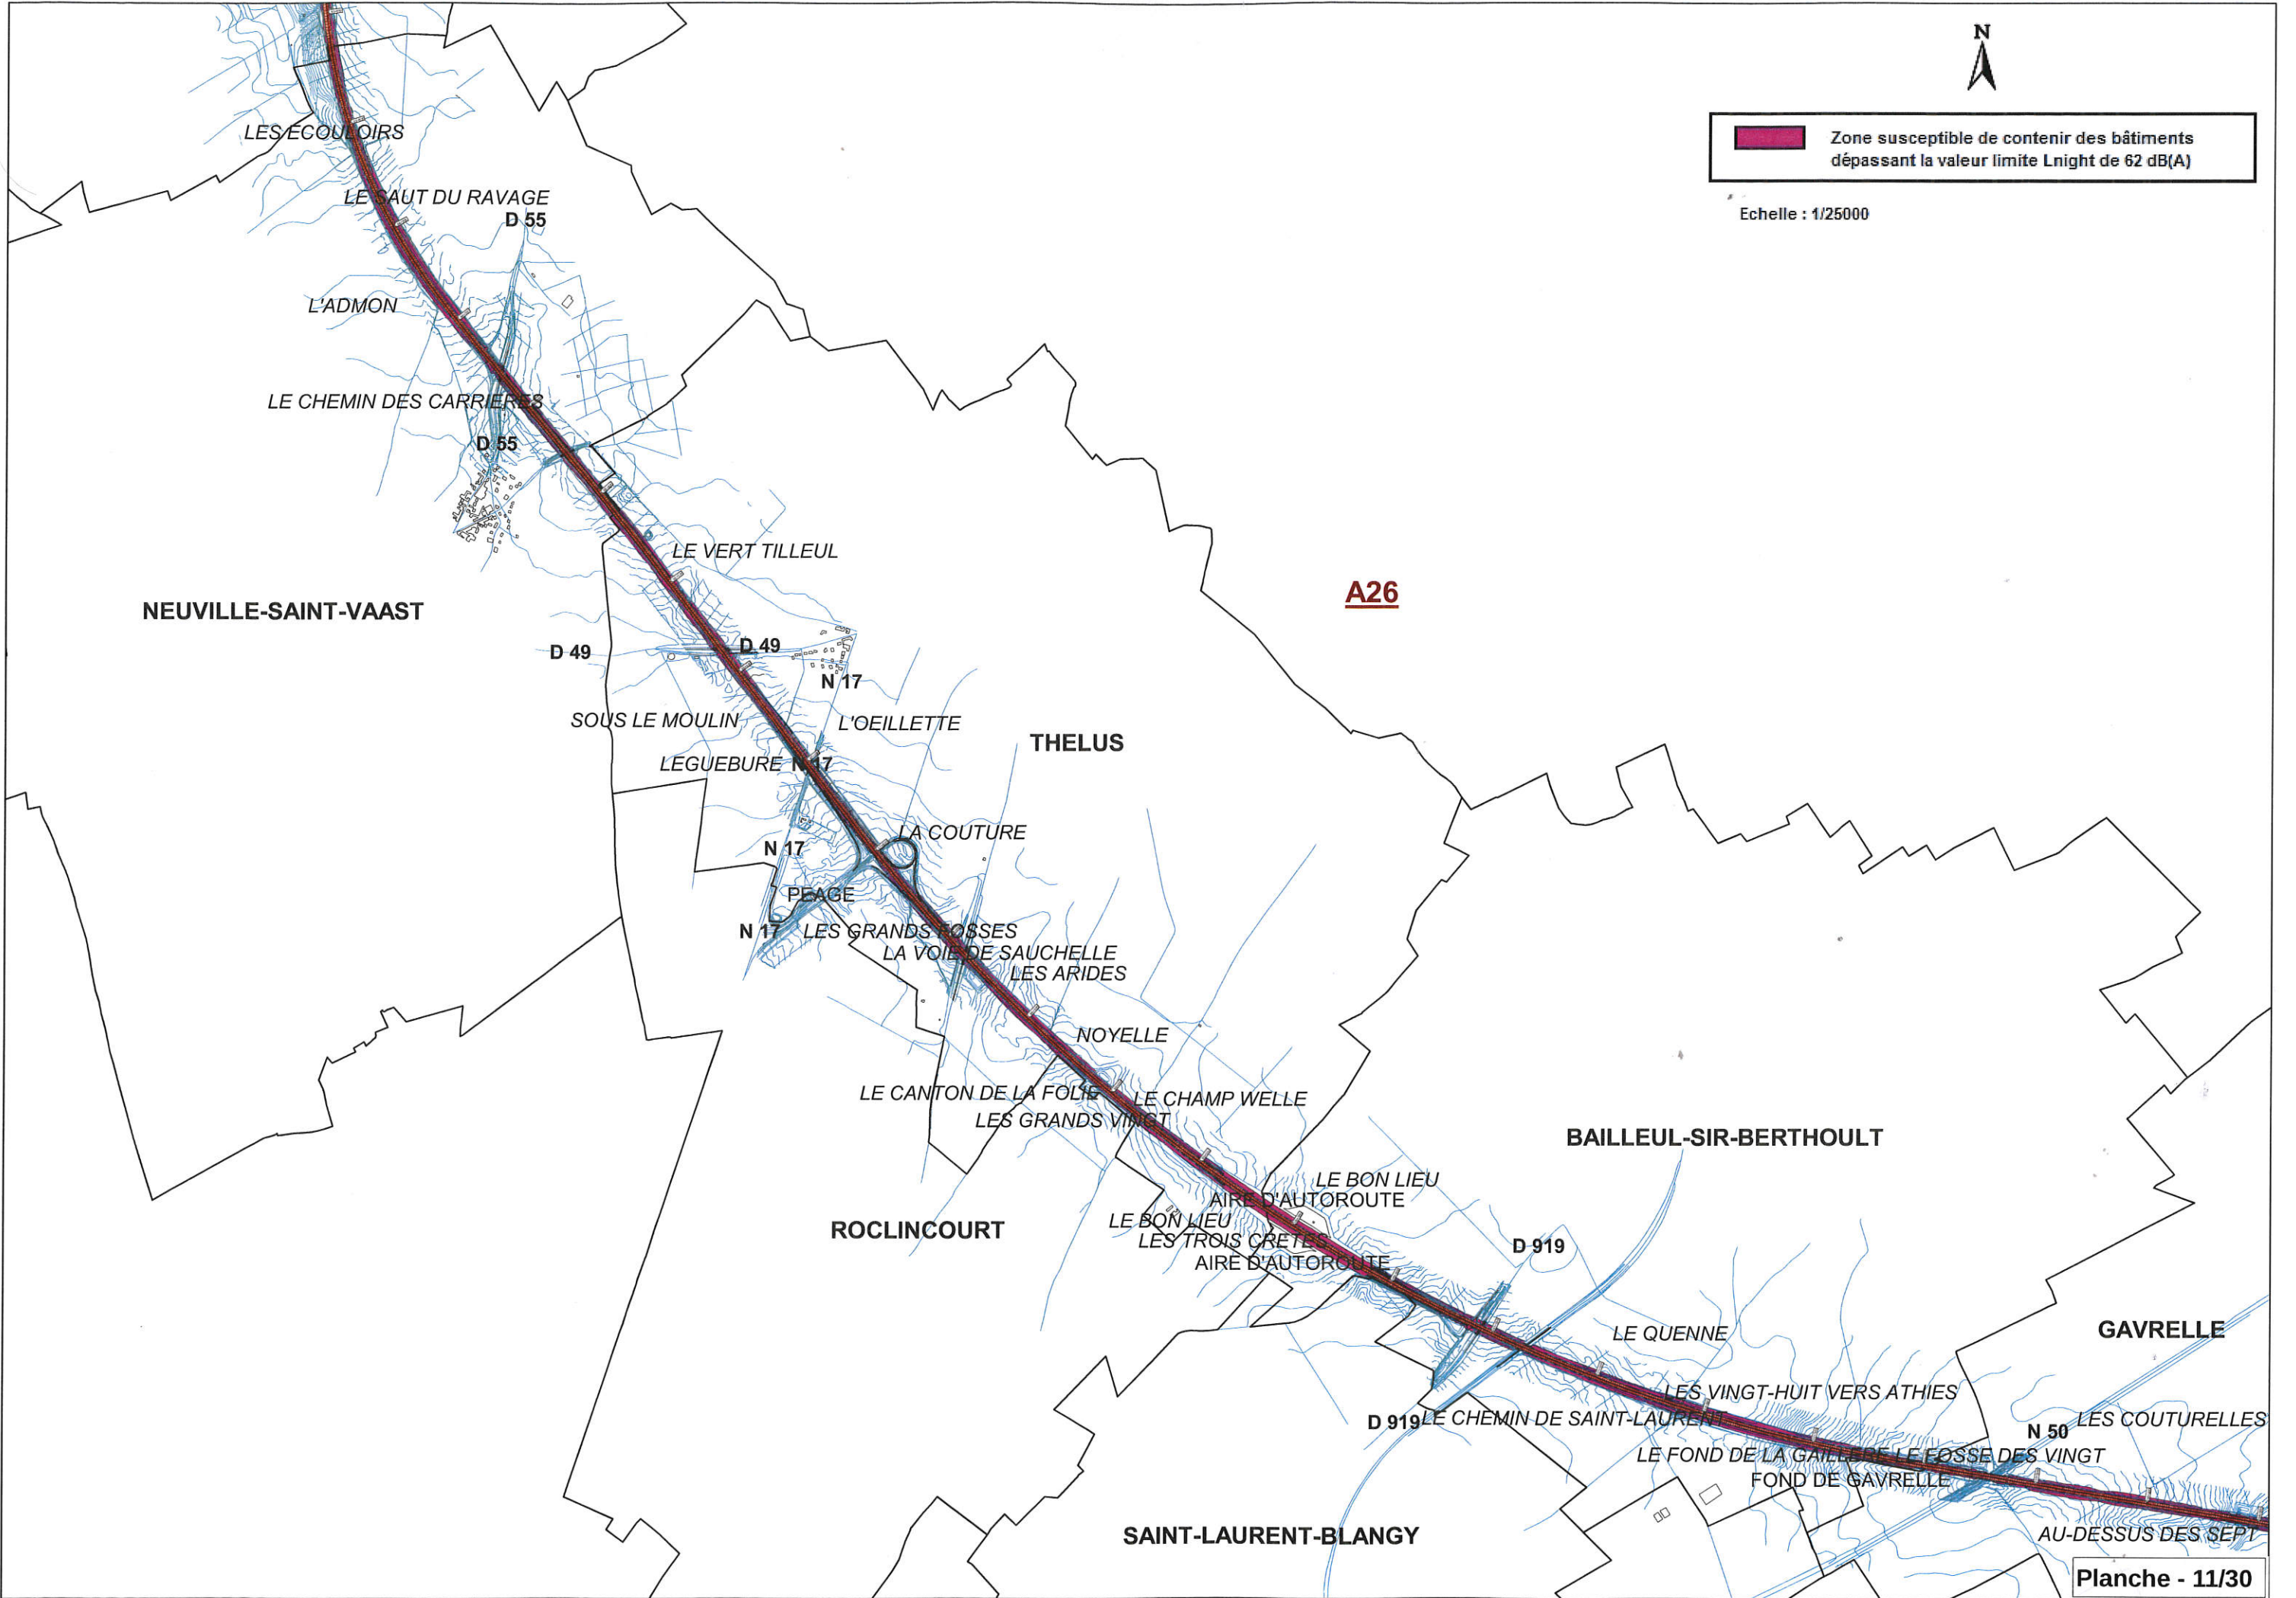 N
Zone susceptible de contenir des bâtiments
dépassant la valeur limite Lnight de 62 dB(A)
Echelle : 1/25000
LES ECOULOIRS
LE SAUT DU RAVAGE
D 55
L'ADMON
LE CHEMIN DES CARRIERES
D 55
LE VERT TILLEUL
A26
NEUVILLE-SAINT-VAAST
D 49
D 49
N 17
SOUS LE MOULIN
L'OEILLETTE
THELUS
LEGUEBURE
N 17
LA COUTURE
N 17
PEAGE
N 17
LES GRANDS FOSSES
LA VOIE DE SAUCHELLE
LES ARIDES
NOYELLE
LE CANTON DE LA FOLIE
LE CHAMP WELLE
LES GRANDS VINGT
BAILLEUL-SIR-BERTHOULT
LE BON LIEU
AIRE D'AUTOROUTE
LE BON LIEU
ROCLINCOURT
LES TROIS CRETES
D 919
AIRE D'AUTOROUTE
LE QUENNE
GAVRELLE
LES VINGT-HUIT VERS ATHIES
D 919
LE CHEMIN DE SAINT-LAURENT
LES COUTURELLES
N 50
LE FOND DE LA GAILLERE
LE FOSSE DES VINGT
FOND DE GAVRELLE
SAINT-LAURENT-BLANGY
AU-DESSUS DES SEPT
Planche - 11/30